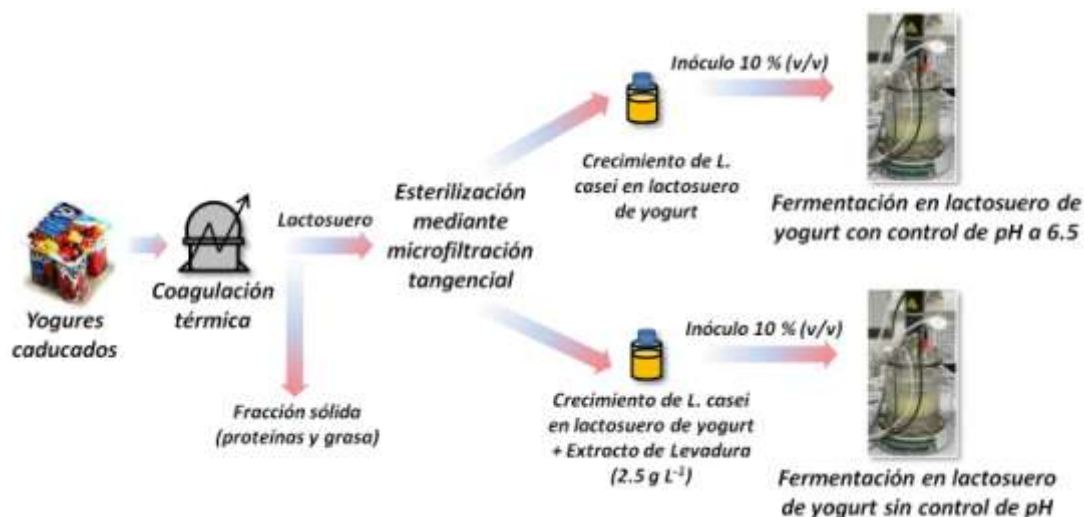 Yogures
caducados
Coagulación
térmica
Lactosuero
Fracción sólida
(proteínas y grasa)
Esterilización
mediante
microfiltración
tangencial
Crecimiento de L.
casei en lactosuero
de yogurt
Inóculo 10 % (v/v)
Fermentación en lactosuero de
yogurt con control de pH a 6.5
Crecimiento de L. casei
en lactosuero de yogurt
+ Extracto de Levadura
(2.5 g L⁻¹)
Inóculo 10 % (v/v)
Fermentación en lactosuero
de yogurt sin control de pH